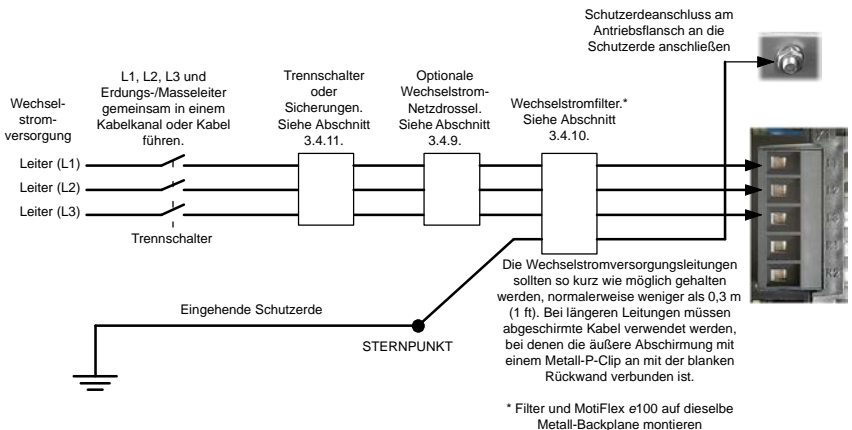 Schutzerdeanschluss am
Antriebsflansch an die
Schutzerde anschließen
Wechsel-
strom-
versorgung
L1, L2, L3 und
Erdungs-/Masseleiter
gemeinsam in einem
Kabelkanal oder Kabel
führen.
Trennschalter
oder
Sicherungen.
Siehe Abschnitt
3.4.11.
Optionale
Wechselstrom-
Netzdrossel.
Siehe Abschnitt
3.4.9.
Wechselstromfilter.*
Siehe Abschnitt
3.4.10.
Leiter (L1)
Leiter (L2)
Leiter (L3)
Trennschalter
Eingehende Schutzerde
STERNPUNKT
Die Wechselstromversorgungsleitungen
sollten so kurz wie möglich gehalten
werden, normalerweise weniger als 0,3 m
(1 ft). Bei längeren Leitungen müssen
abgeschirmte Kabel verwendet werden,
bei denen die äußere Abschirmung mit
einem Metall-P-Clip an mit der blanken
Rückwand verbunden ist.
* Filter und MotiFlex e100 auf dieselbe
Metall-Backplane montieren